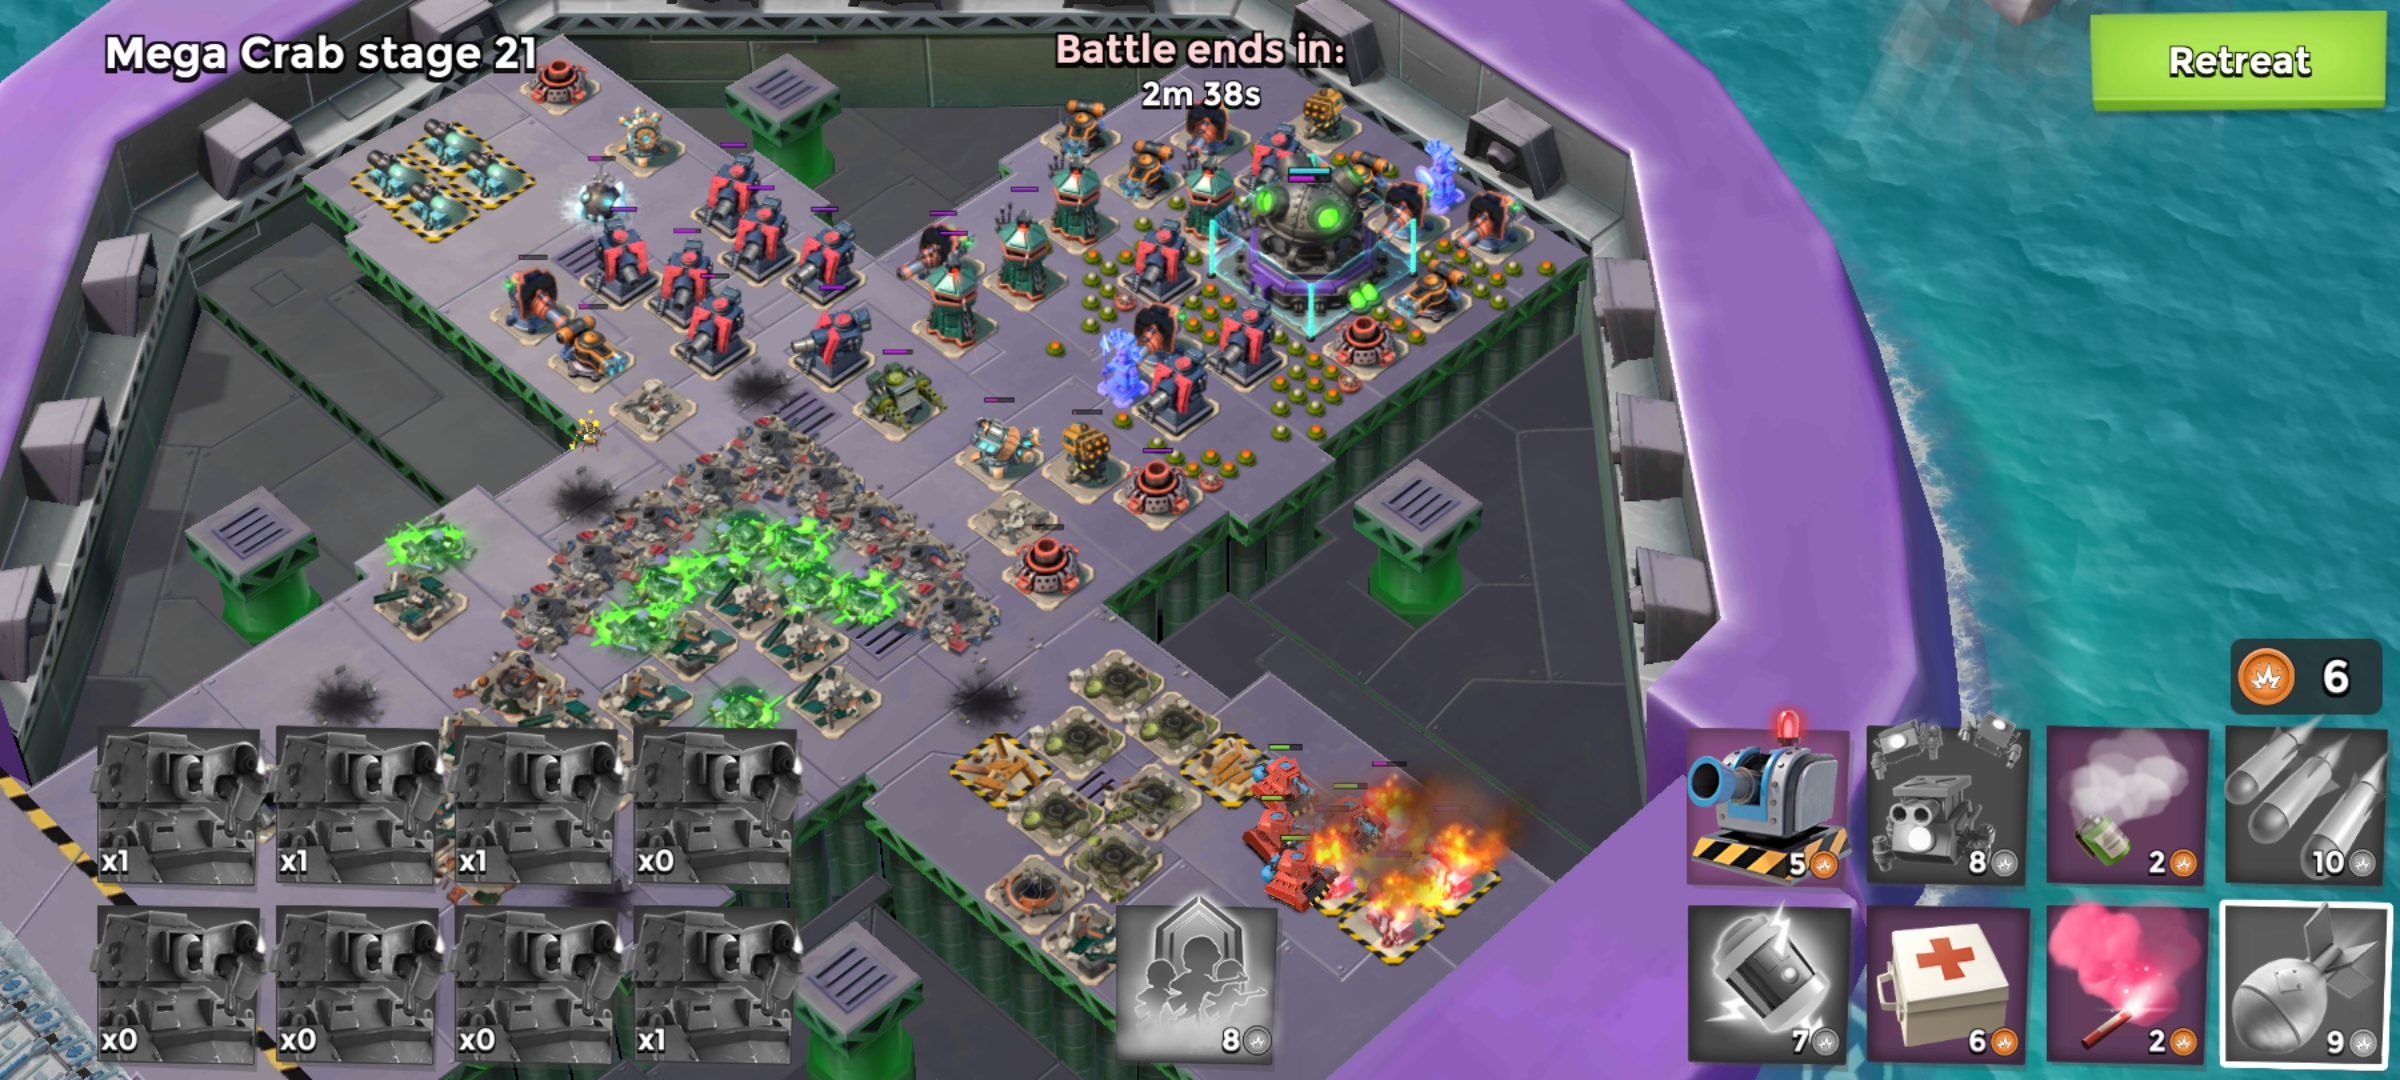 Mega Crab stage 21
Battle ends in:
2m 38s
Retreat
6
x1
x1
x1
x0
5
8
2
10
x0
x0
x0
x1
8
7
6
2
9